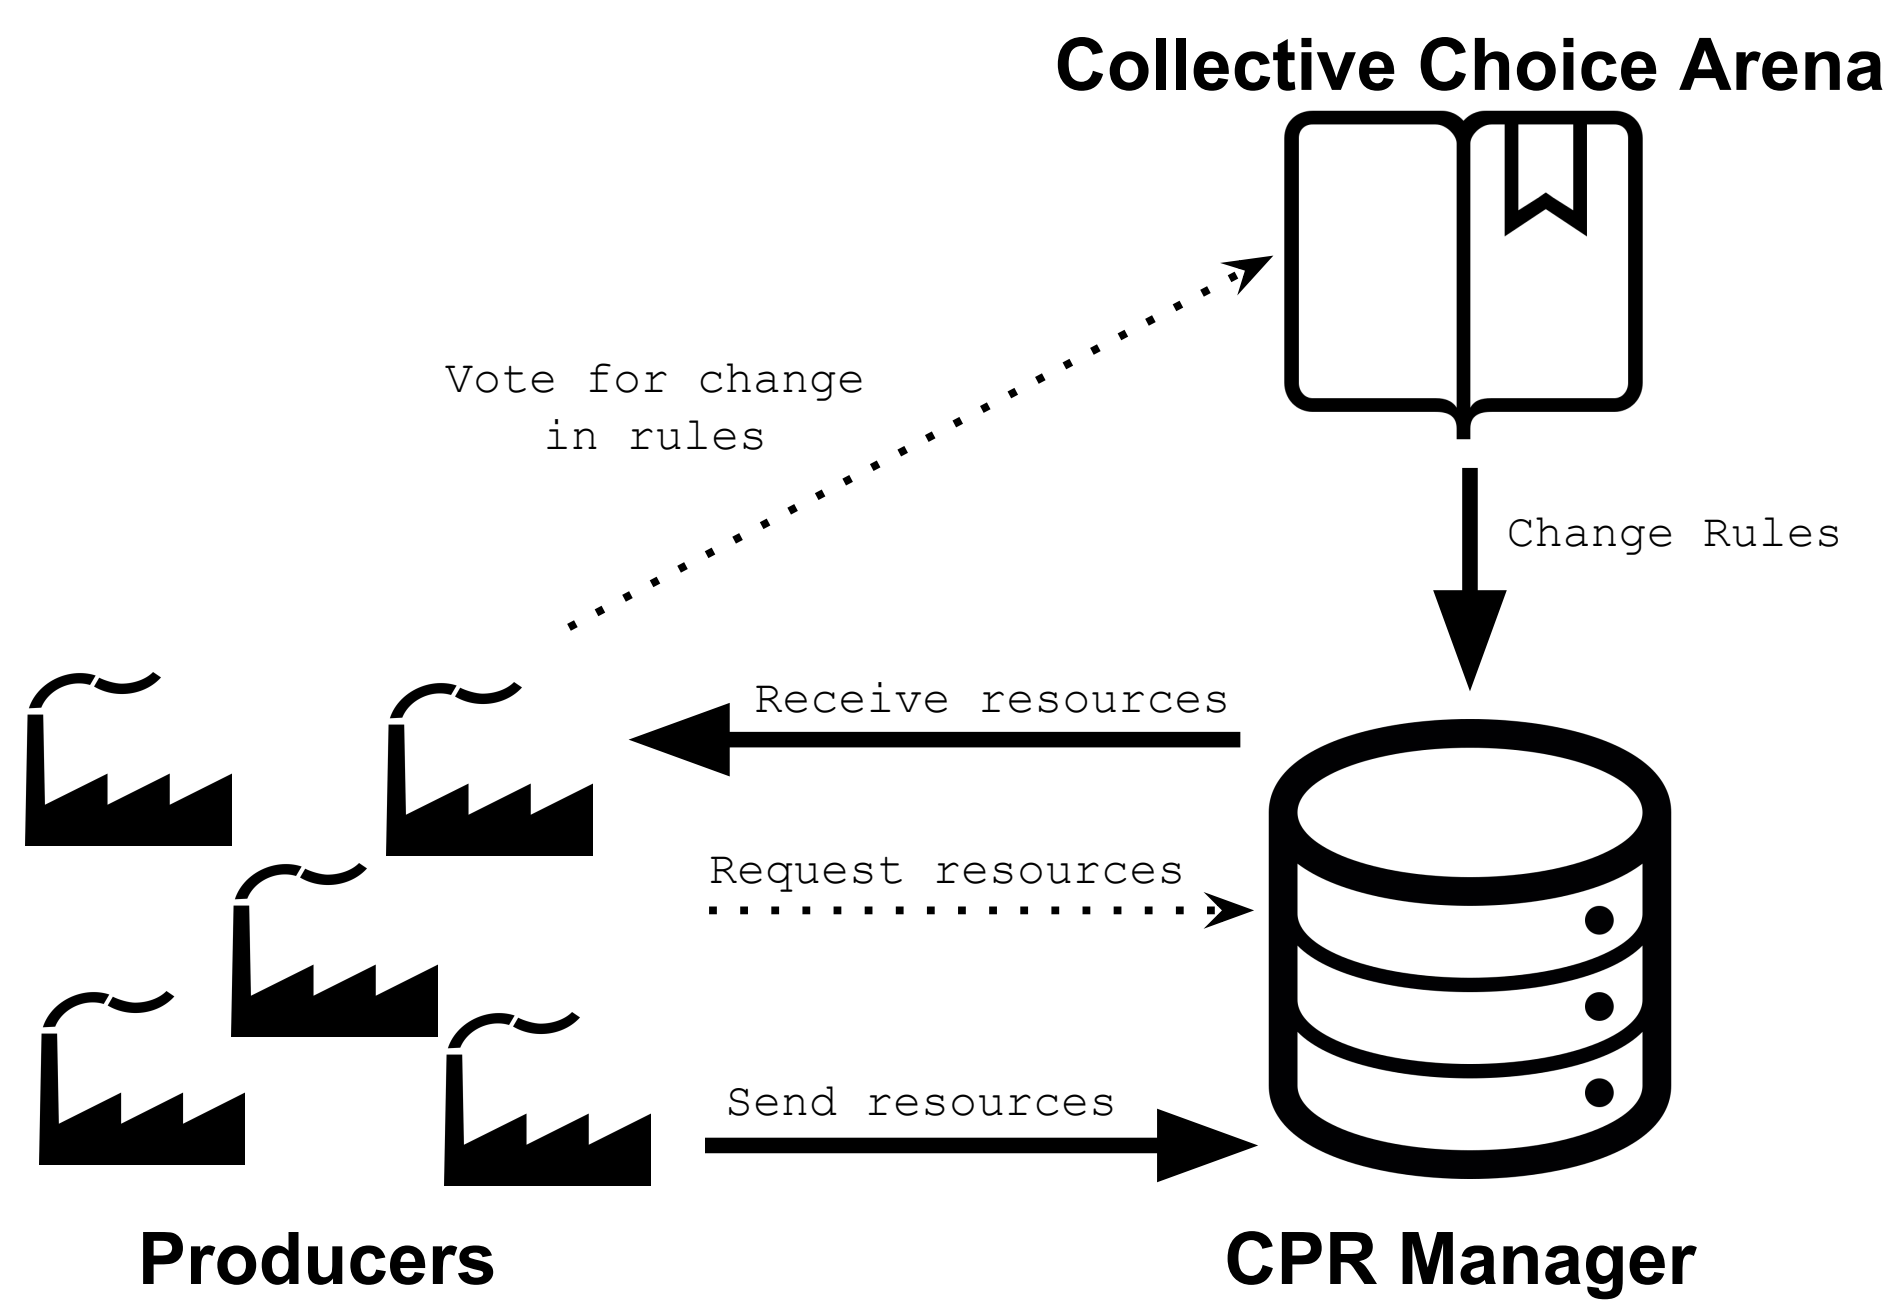 Collective Choice Arena
Vote for change
in rules
Change Rules
Receive resources
Request resources
Send resources
Producers
CPR Manager